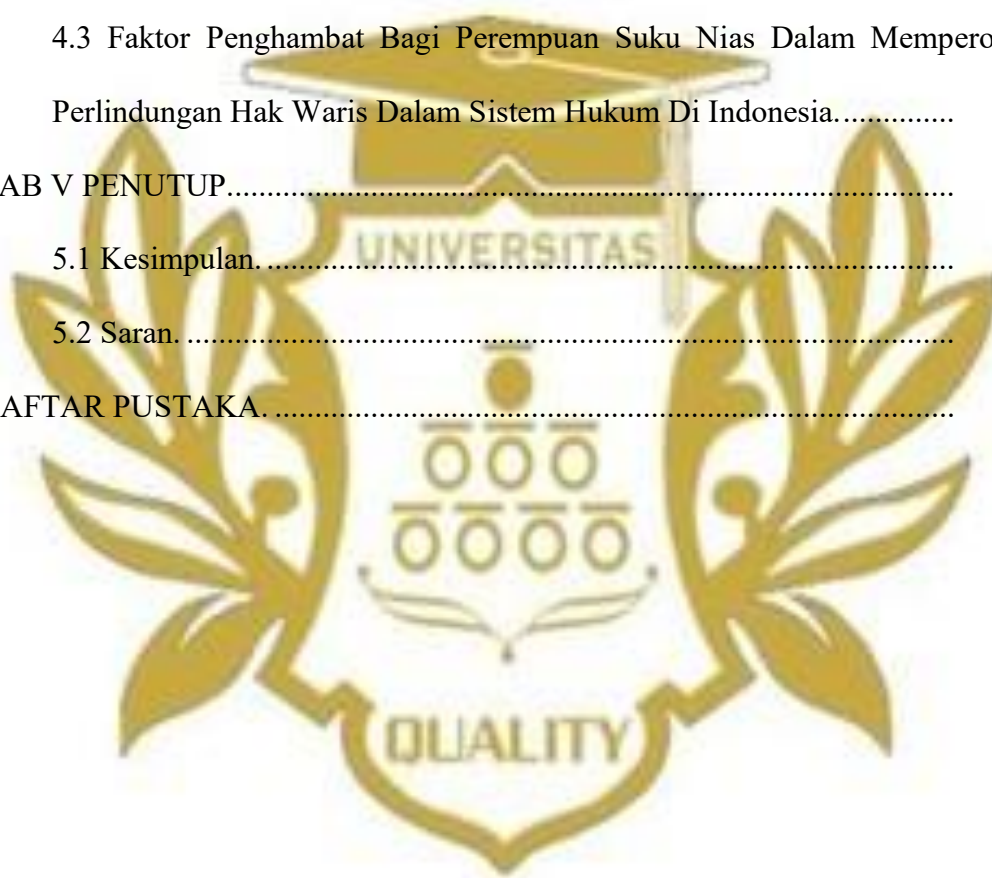 4.3 Faktor Penghambat Bagi Perempuan Suku Nias Dalam Mempero
Perlindungan Hak Waris Dalam Sistem Hukum Di Indonesia...............
AB V PENUTUP.........................................................................................
UNIVERSITAS
5.1 Kesimpulan. ....................................................................................
5.2 Saran. ..............................................................................................
AFTAR PUSTAKA. ...................................................................................
QUALITY